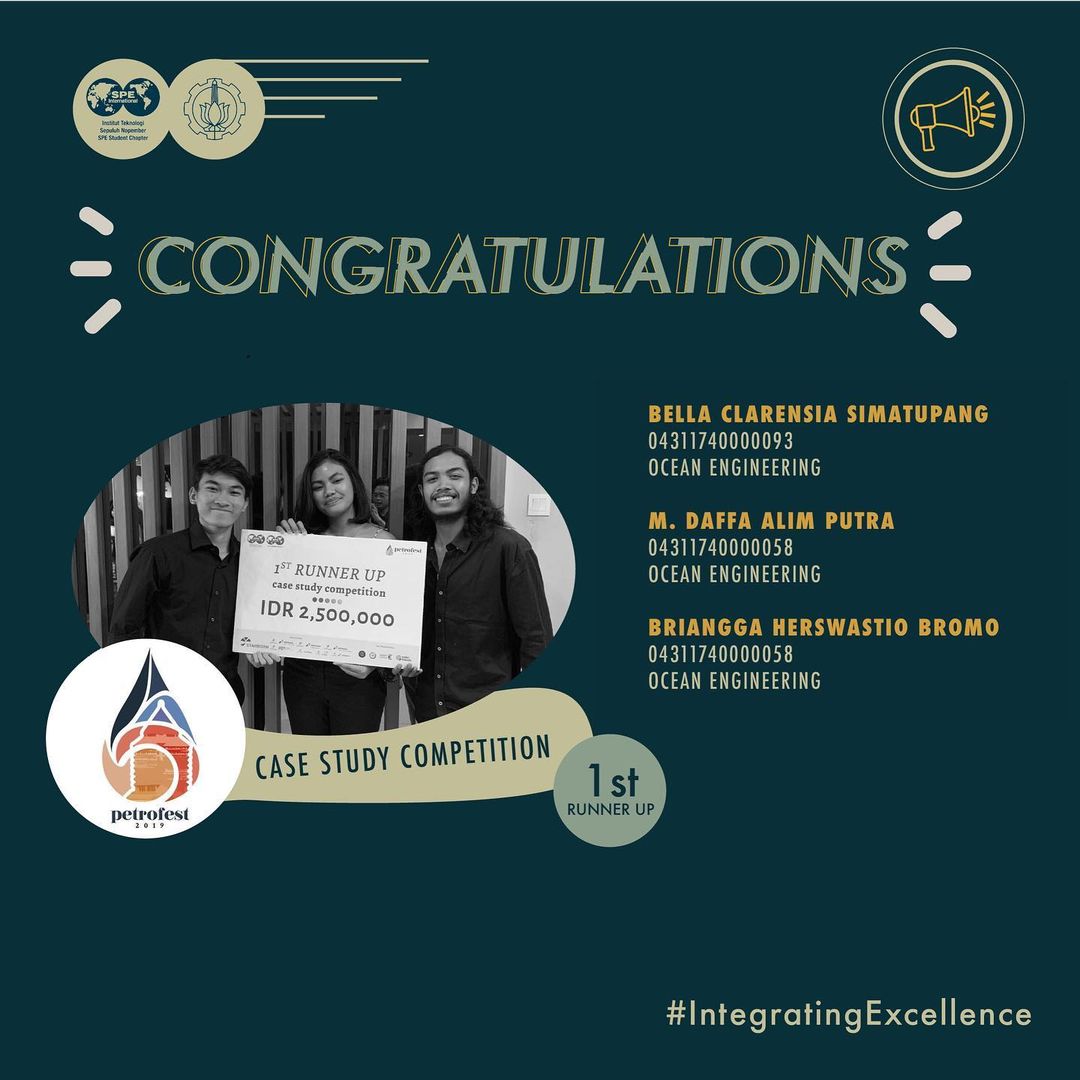 SPE
International
Institut Teknologi
Sepuluh Nopember
SPE Student Chapter
CONGRATULATIONS
BELLA CLARENSIA SIMATUPANG
04311740000093
OCEAN ENGINEERING
M. DAFFA ALIM PUTRA
04311740000058
OCEAN ENGINEERING
BRIANGGA HERSWASTIO BROMO
04311740000058
OCEAN ENGINEERING
petrofest
1ST RUNNER UP
case study competition
IDR 2,500,000
petrofest
2019
CASE STUDY COMPETITION
1st
RUNNER UP
#IntegratingExcellence